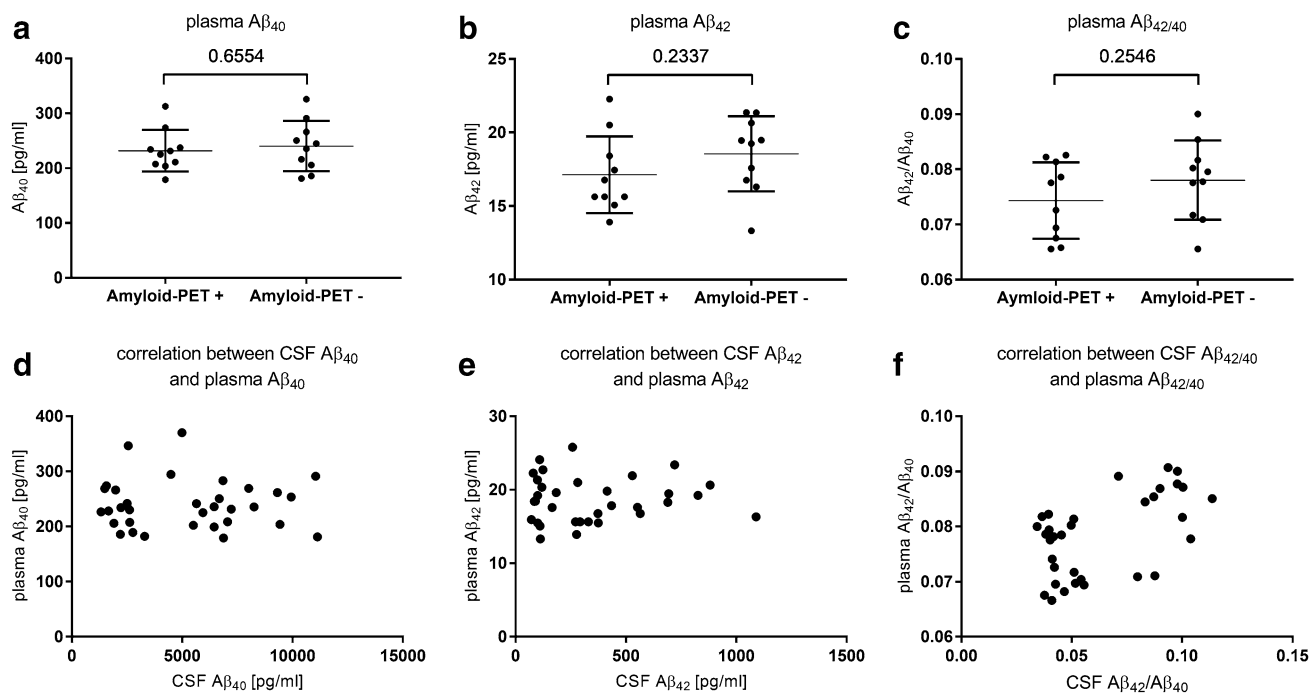 a
plasma Aβ40
0.6554
400
300
200
100
0
Aβ40 [pg/ml]
Amyloid-PET +
Amyloid-PET -
b
plasma Aβ42
0.2337
25
20
15
10
Aβ42 [pg/ml]
Amyloid-PET +
Amyloid-PET -
c
plasma Aβ42/40
0.2546
0.10
0.09
0.08
0.07
0.06
Aβ42/Aβ40
Aymloid-PET +
Amyloid-PET -
d
correlation between CSF Aβ40
and plasma Aβ40
400
300
200
100
0
plasma Aβ40 [pg/ml]
0 5000 10000 15000
CSF Aβ40 [pg/ml]
e
correlation between CSF Aβ42
and plasma Aβ42
30
20
10
0
plasma Aβ42 [pg/ml]
0 500 1000 1500
CSF Aβ42 [pg/ml]
f
correlation between CSF Aβ42/40
and plasma Aβ42/40
0.10
0.09
0.08
0.07
0.06
plasma Aβ42/Aβ40
0.00 0.05 0.10 0.15
CSF Aβ42/Aβ40